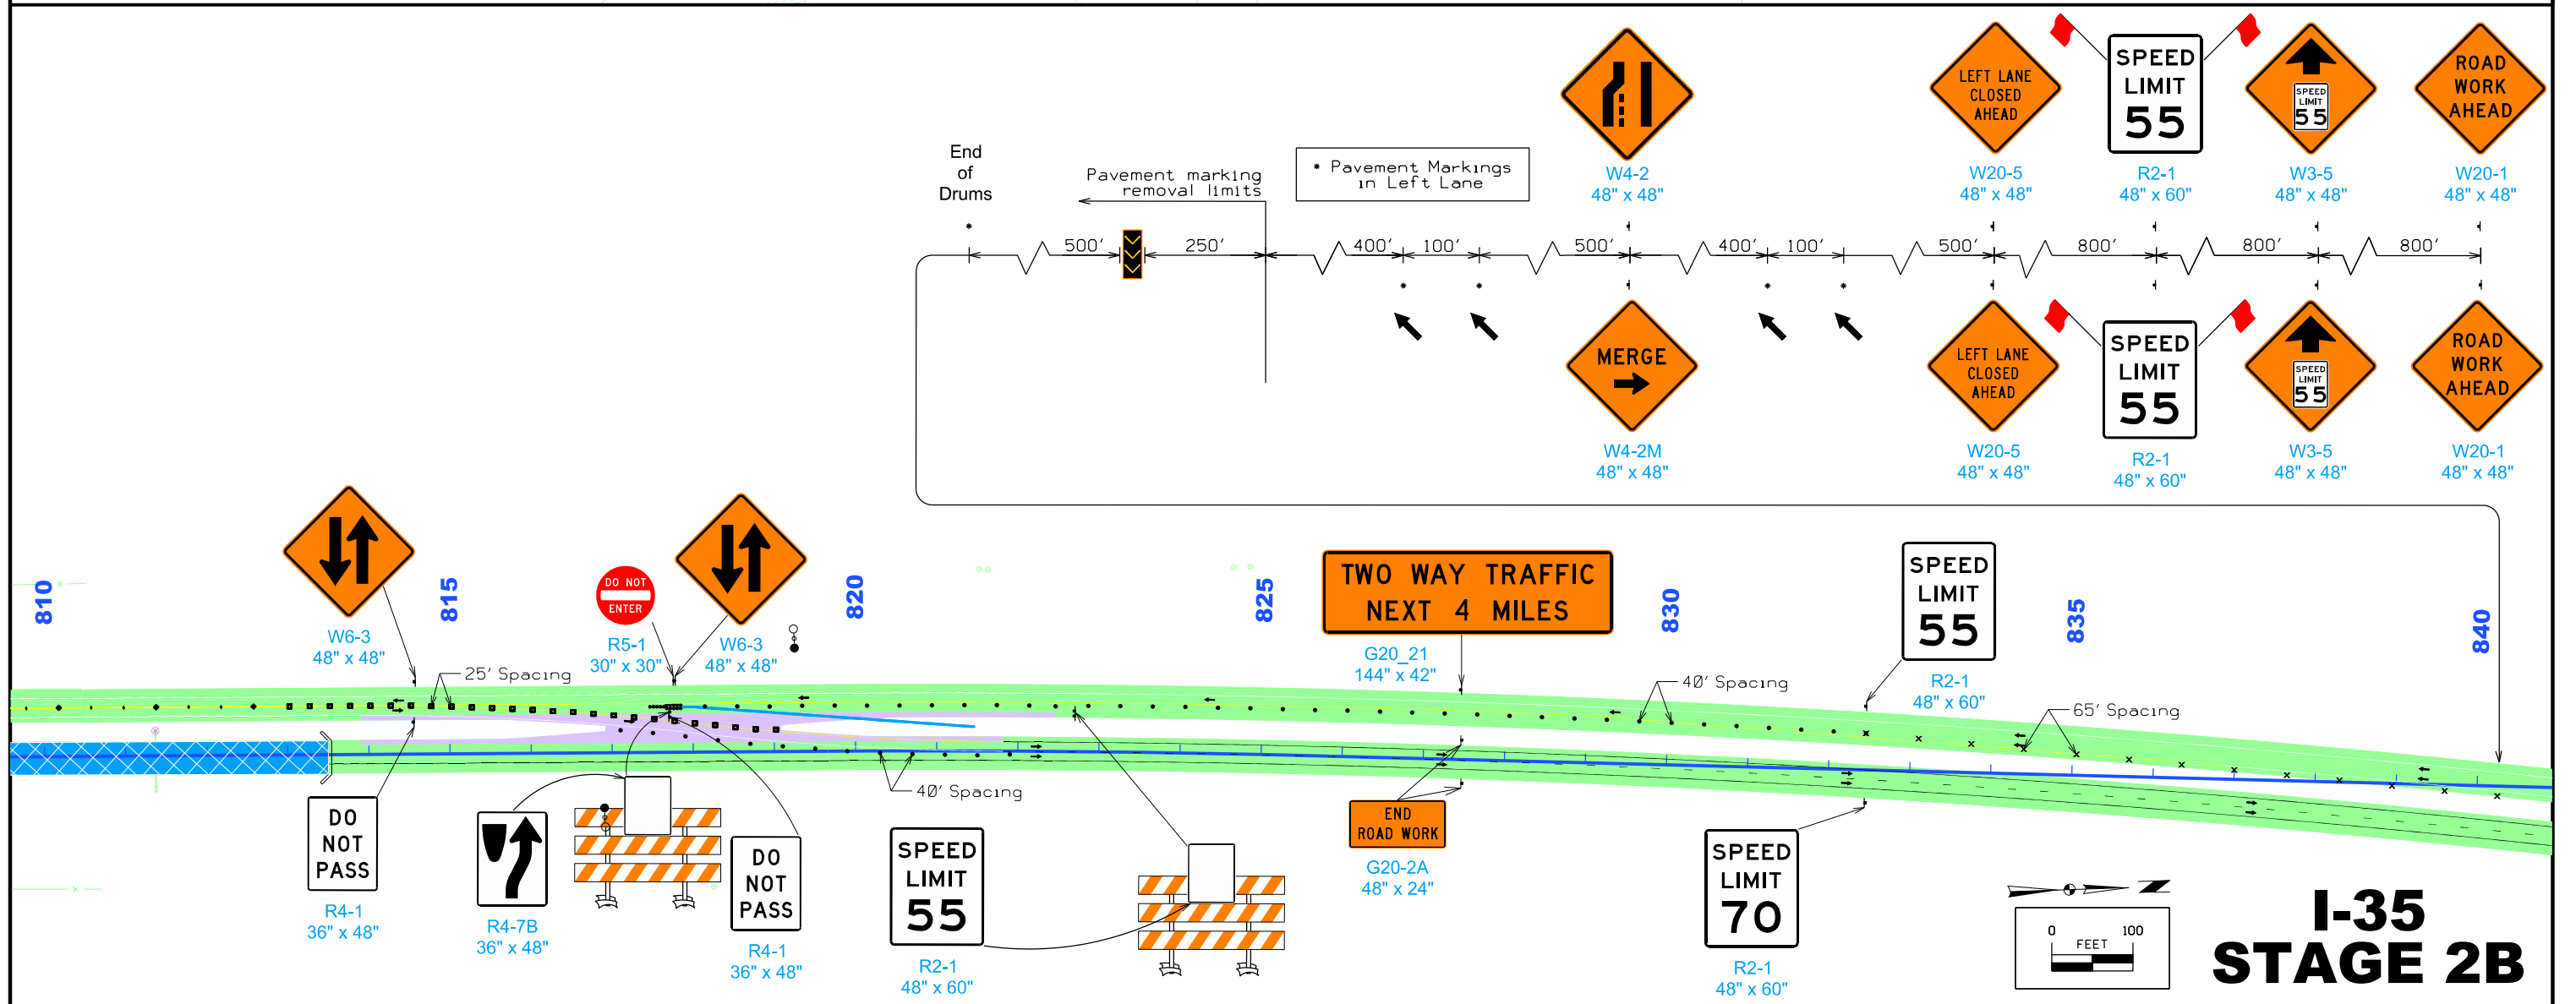 LEFT LANE
CLOSED
AHEAD
W20-5
48" x 48"
SPEED
LIMIT
55
R2-1
48" x 60"
SPEED
LIMIT
55
W3-5
48" x 48"
ROAD
WORK
AHEAD
W20-1
48" x 48"
W4-2
48" x 48"
* Pavement Markings
in Left Lane
Pavement marking
removal limits
End
of
Drums
500'
250'
400'
100'
500'
400'
100'
500'
800'
800'
800'
MERGE
W4-2M
48" x 48"
LEFT LANE
CLOSED
AHEAD
W20-5
48" x 48"
SPEED
LIMIT
55
R2-1
48" x 60"
SPEED
LIMIT
55
W3-5
48" x 48"
ROAD
WORK
AHEAD
W20-1
48" x 48"
810
815
820
825
830
835
840
W6-3
48" x 48"
DO NOT
ENTER
R5-1
30" x 30"
W6-3
48" x 48"
TWO WAY TRAFFIC
NEXT 4 MILES
G20_21
144" x 42"
SPEED
LIMIT
55
R2-1
48" x 60"
25' Spacing
40' Spacing
65' Spacing
40' Spacing
DO
NOT
PASS
R4-1
36" x 48"
R4-7B
36" x 48"
DO
NOT
PASS
R4-1
36" x 48"
SPEED
LIMIT
55
R2-1
48" x 60"
END
ROAD WORK
G20-2A
48" x 24"
SPEED
LIMIT
70
R2-1
48" x 60"
0 100
FEET
I-35
STAGE 2B